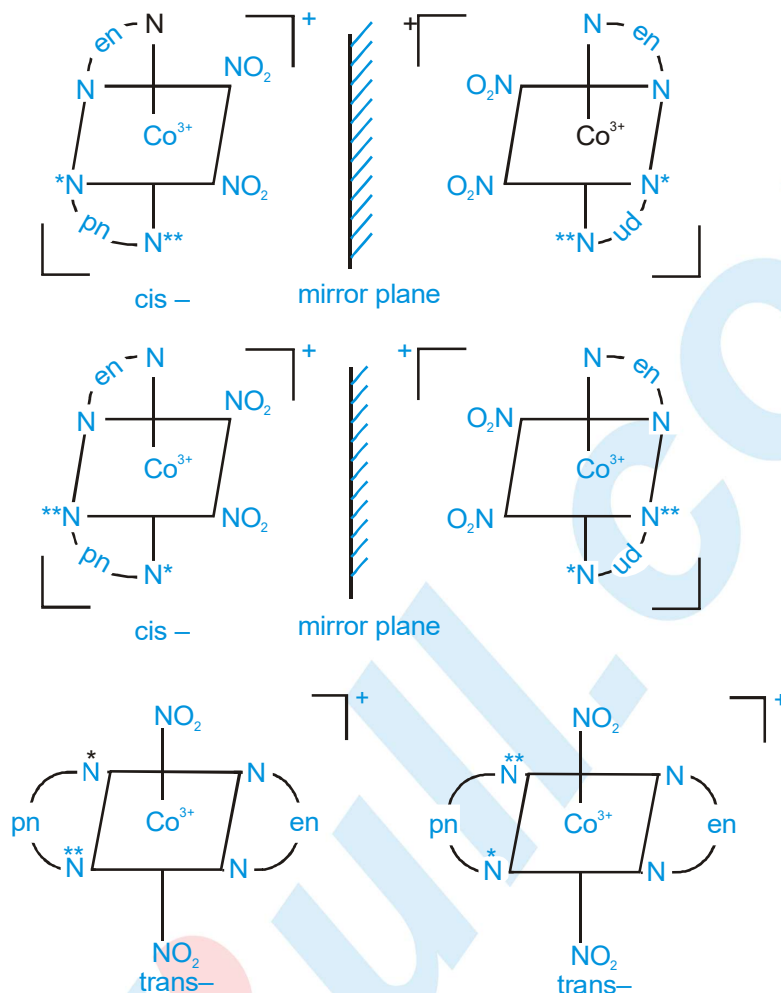 en N
+
NO2
N
Co3+
*N
NO2
pn
N**
cis –
mirror plane
+
N
en
O2N
N
Co3+
O2N
N*
**N
ud
en N
+
NO2
N
Co3+
**N
NO2
pn
N*
cis –
mirror plane
+
N
en
O2N
N
Co3+
O2N
N**
*N
ud
+
NO2
*
N
N
pn
Co3+
en
**
N
N
NO2
trans–
+
NO2
**
N
N
pn
Co3+
en
*
N
N
NO2
trans–